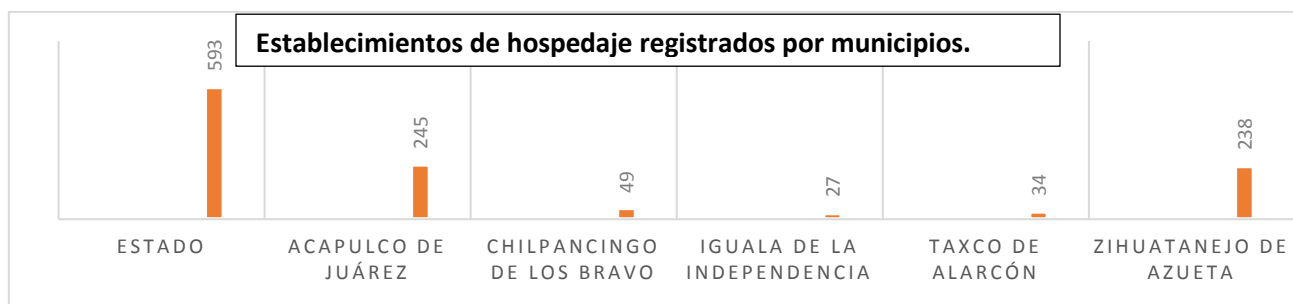 Establecimientos de hospedaje registrados por municipios.
593
245
49
27
34
238
ESTADO
ACAPULCO DE
JUÁREZ
CHILPANCINGO
DE LOS BRAVO
IGUALA DE LA
INDEPENDENCIA
TAXCO DE
ALARCÓN
ZIHUATANEJO DE
AZUETA